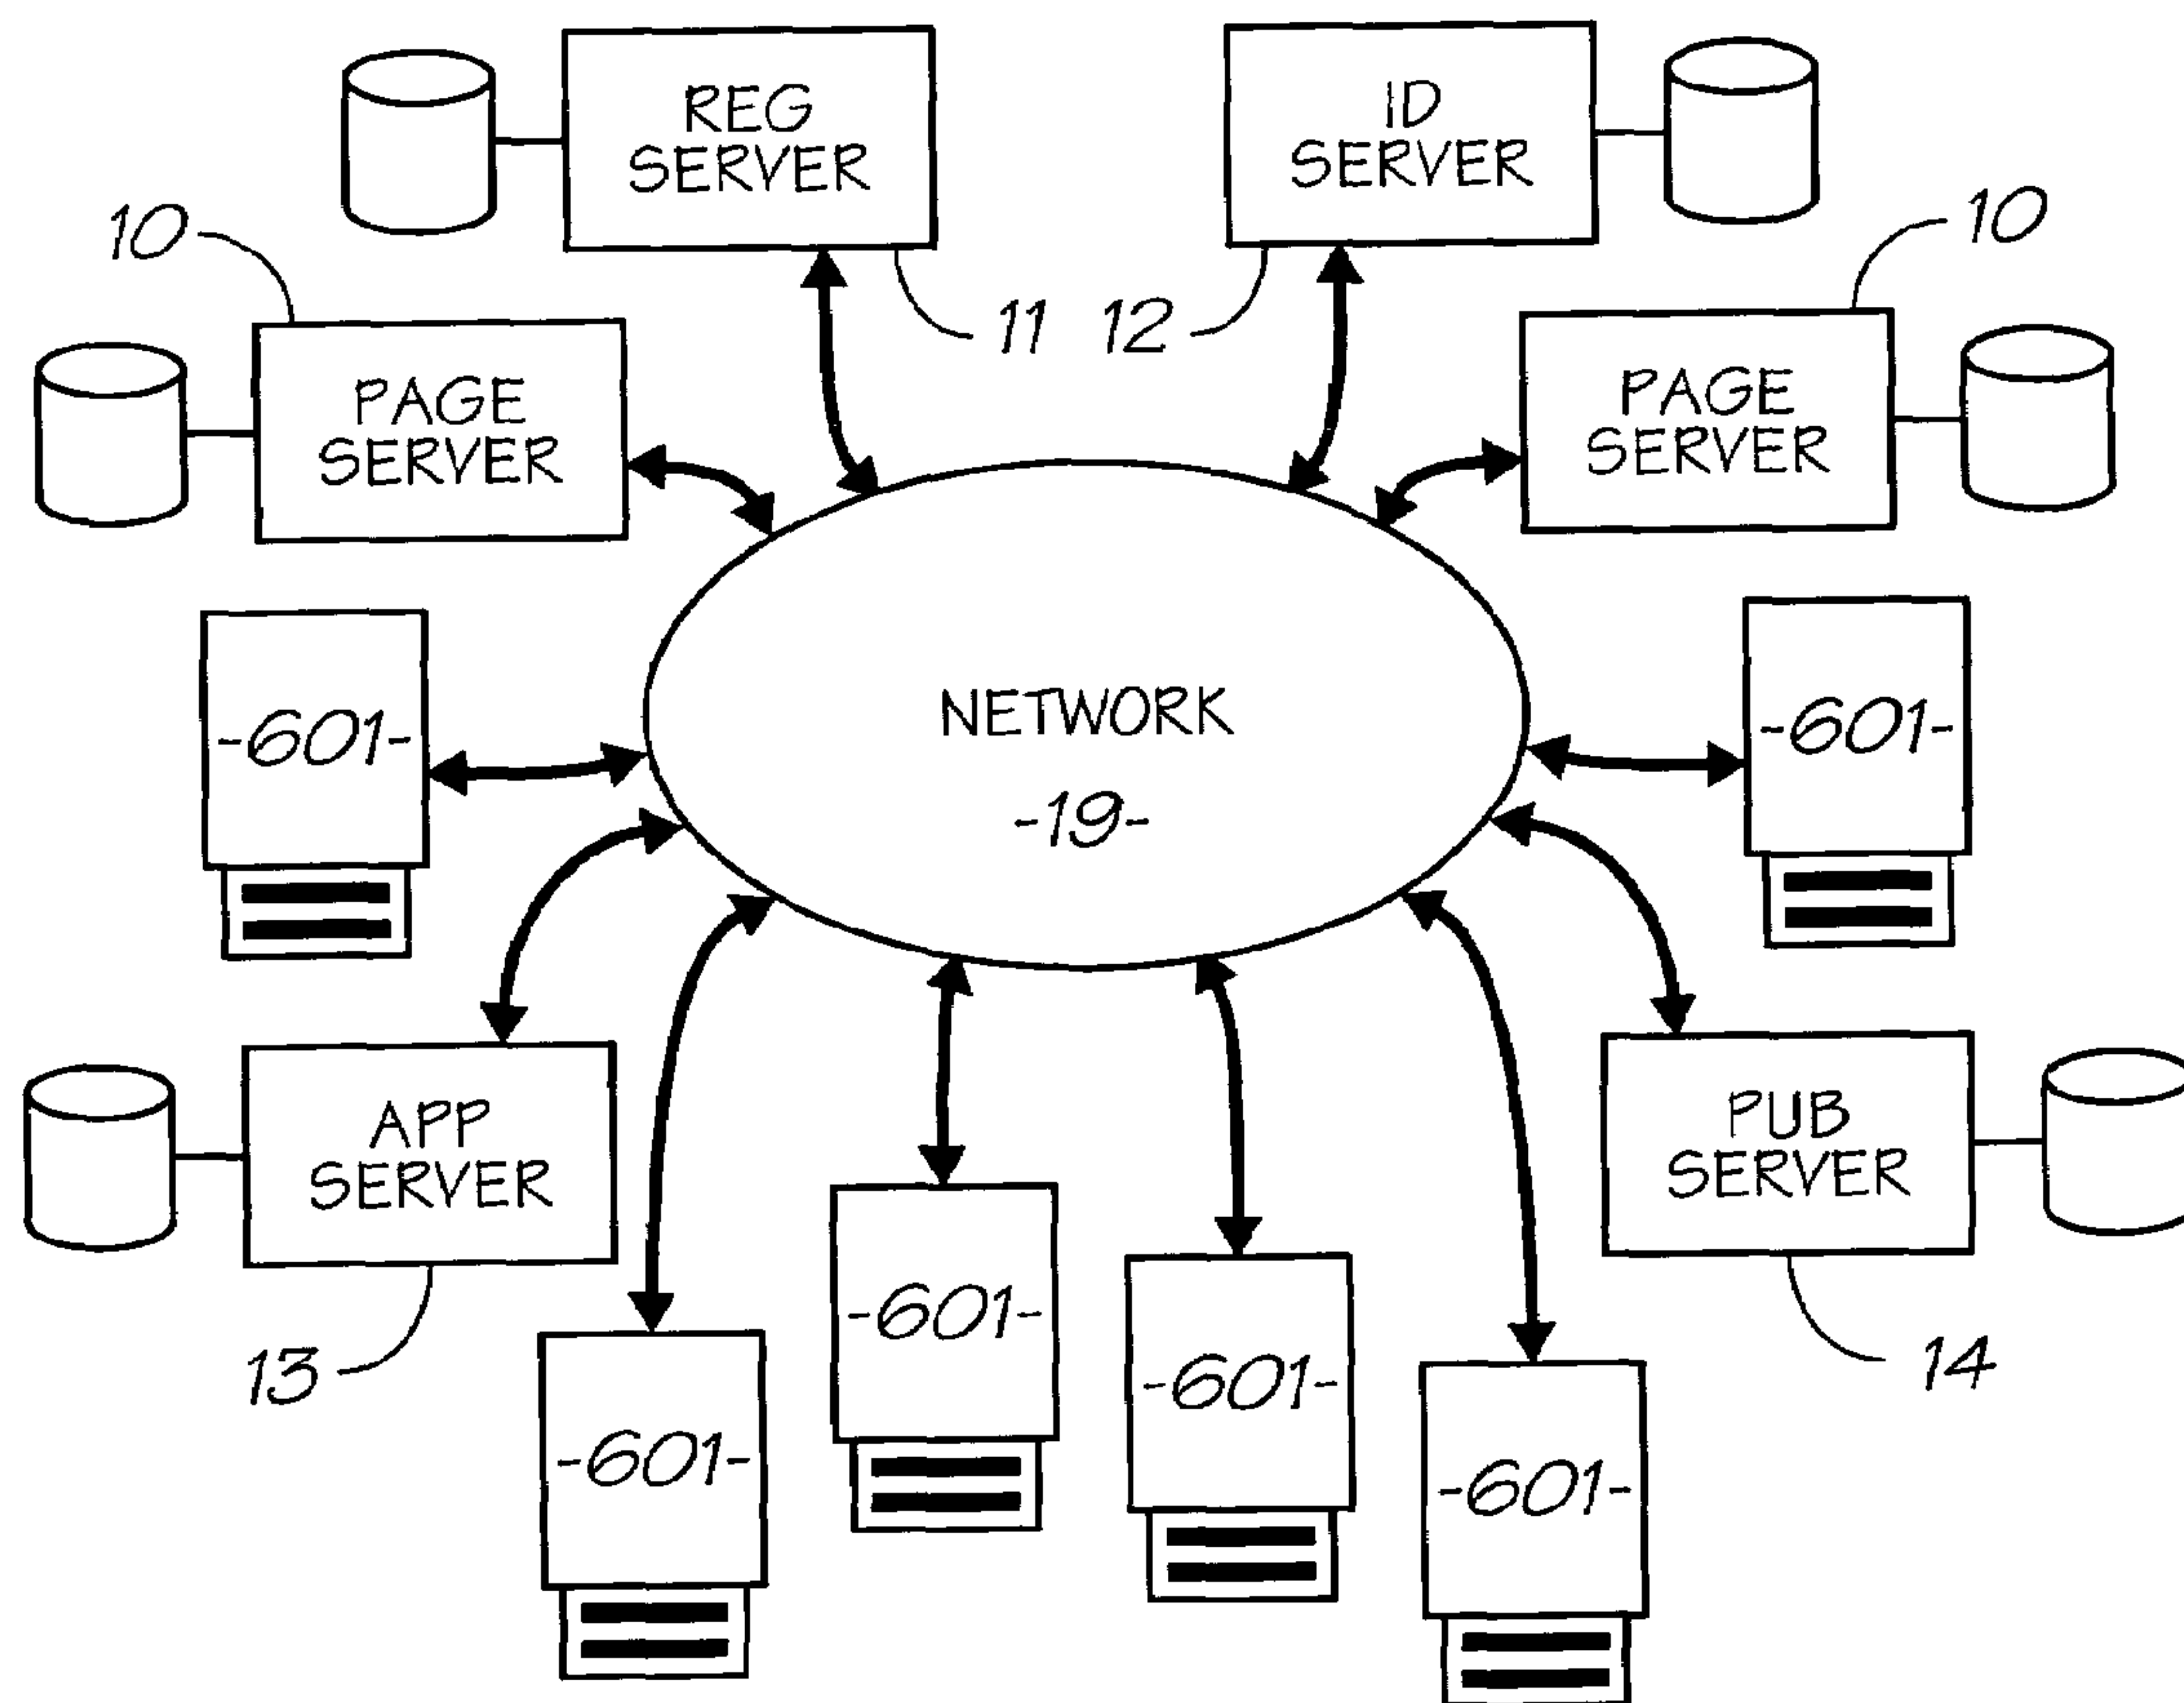 REG
SERVER
ID
SERVER
10
10
11
12
PAGE
SERVER
PAGE
SERVER
-601-
NETWORK
-19-
-601-
APP
SERVER
PUB
SERVER
-601-
-601-
13
14
-601-
-601-